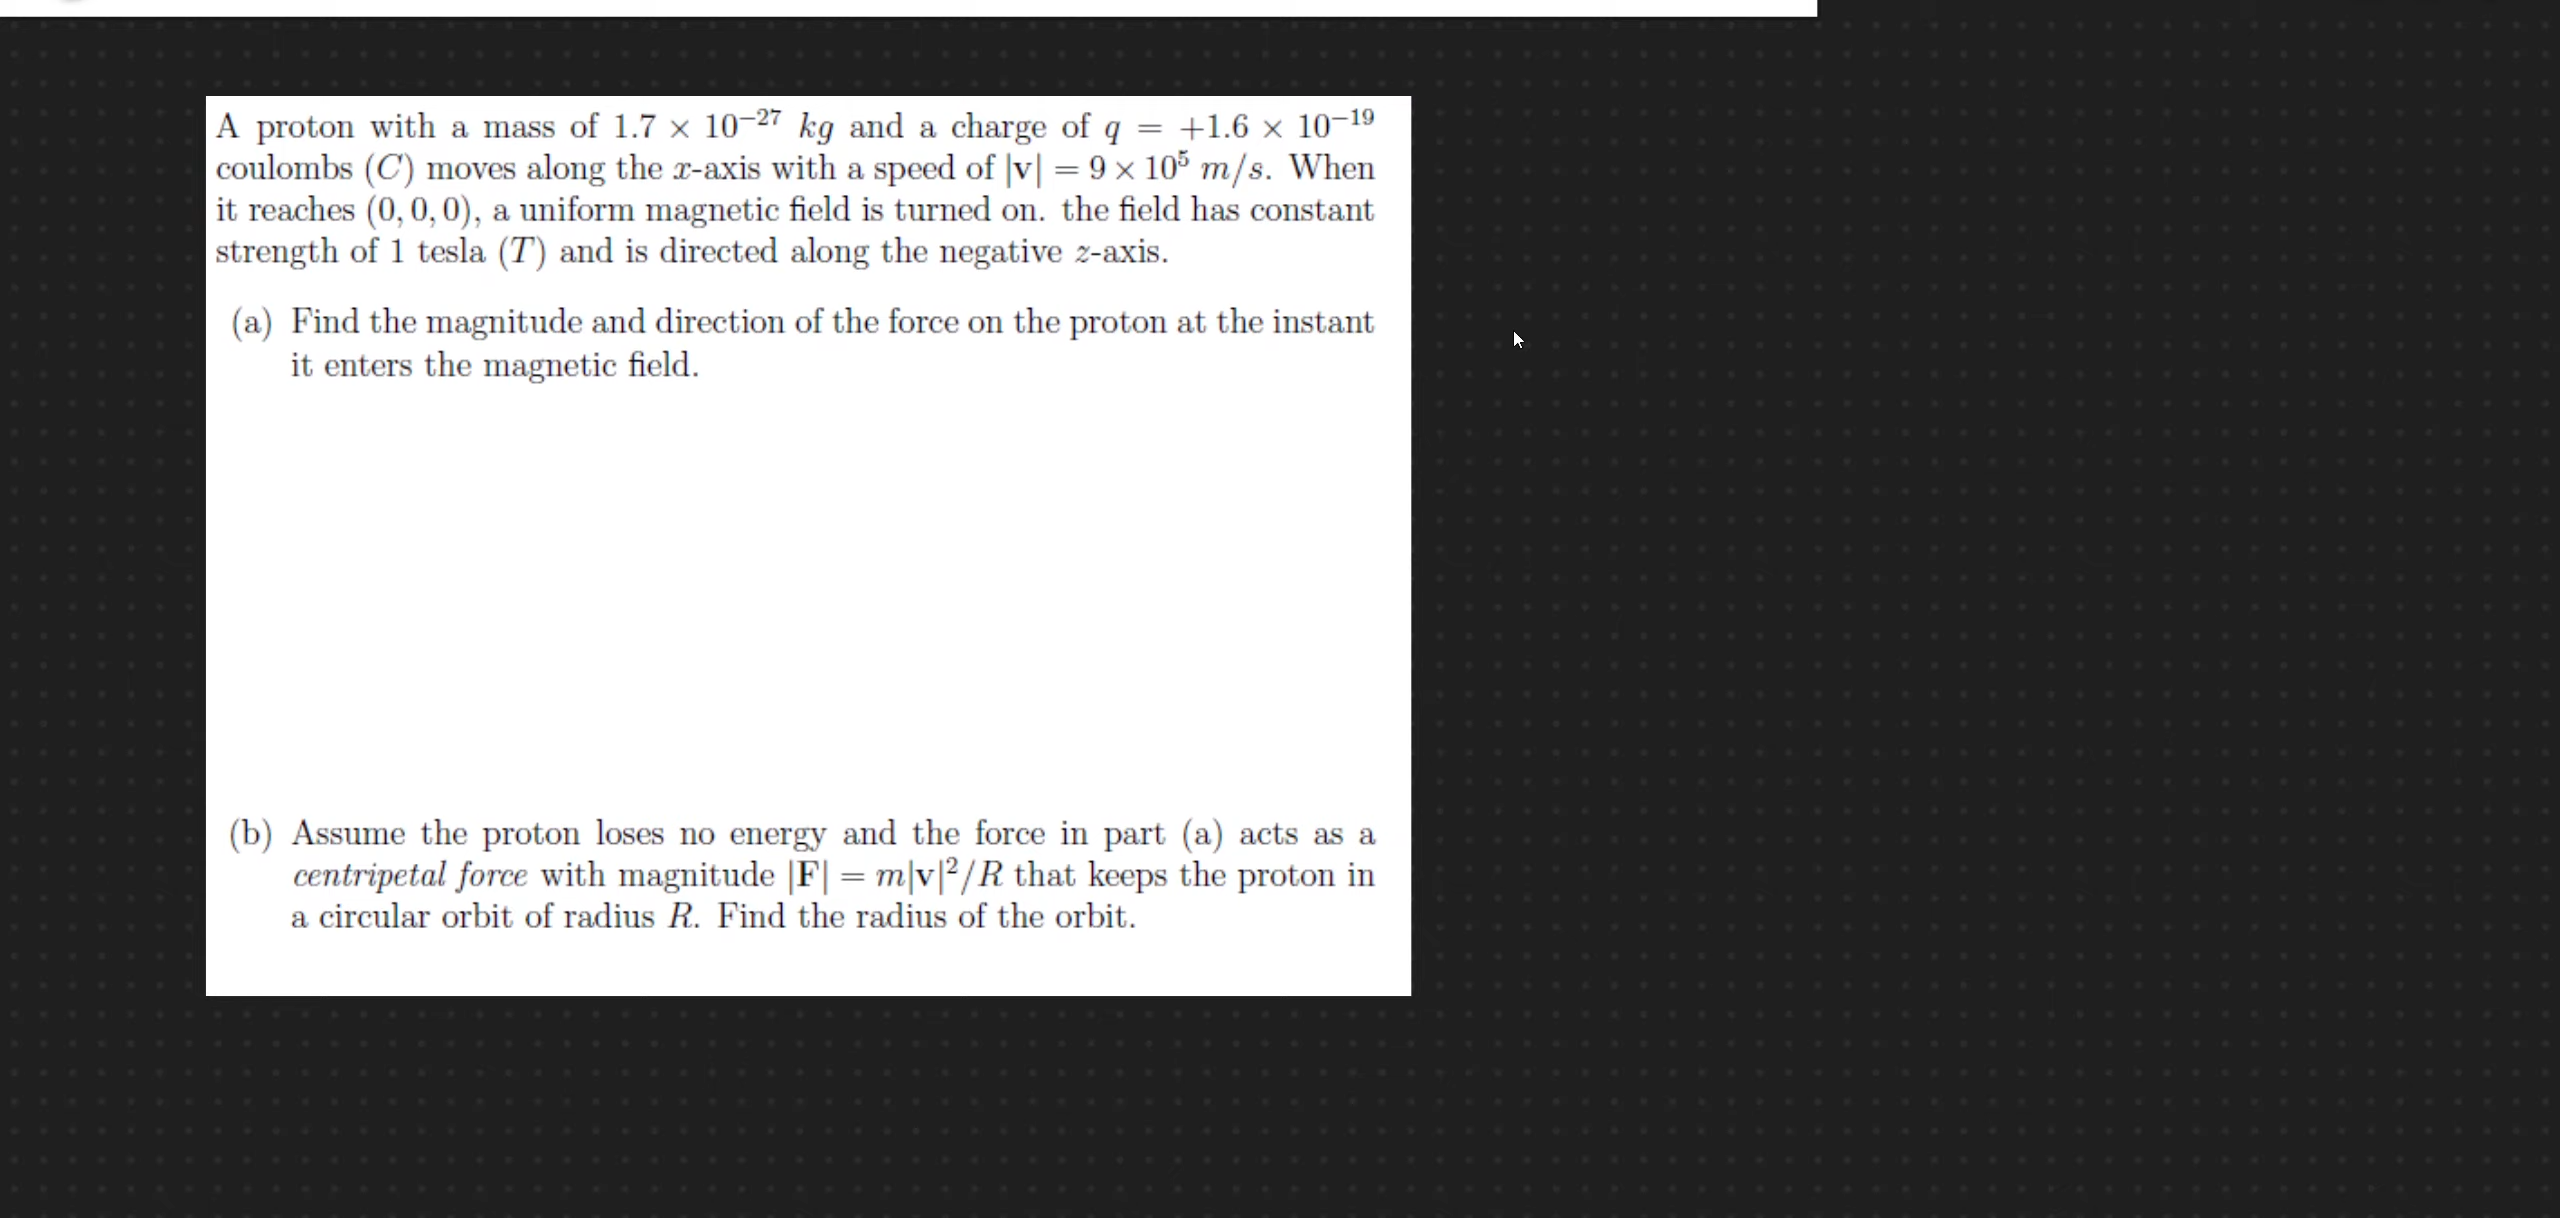 A proton with a mass of 1.7 × 10⁻²⁷ kg and a charge of q = +1.6 × 10⁻¹⁹
coulombs (C) moves along the x-axis with a speed of |v| = 9 × 10⁵ m/s. When
it reaches (0, 0, 0), a uniform magnetic field is turned on. the field has constant
strength of 1 tesla (T) and is directed along the negative z-axis.
(a) Find the magnitude and direction of the force on the proton at the instant
it enters the magnetic field.
(b) Assume the proton loses no energy and the force in part (a) acts as a
centripetal force with magnitude |F| = m|v|²/R that keeps the proton in
a circular orbit of radius R. Find the radius of the orbit.